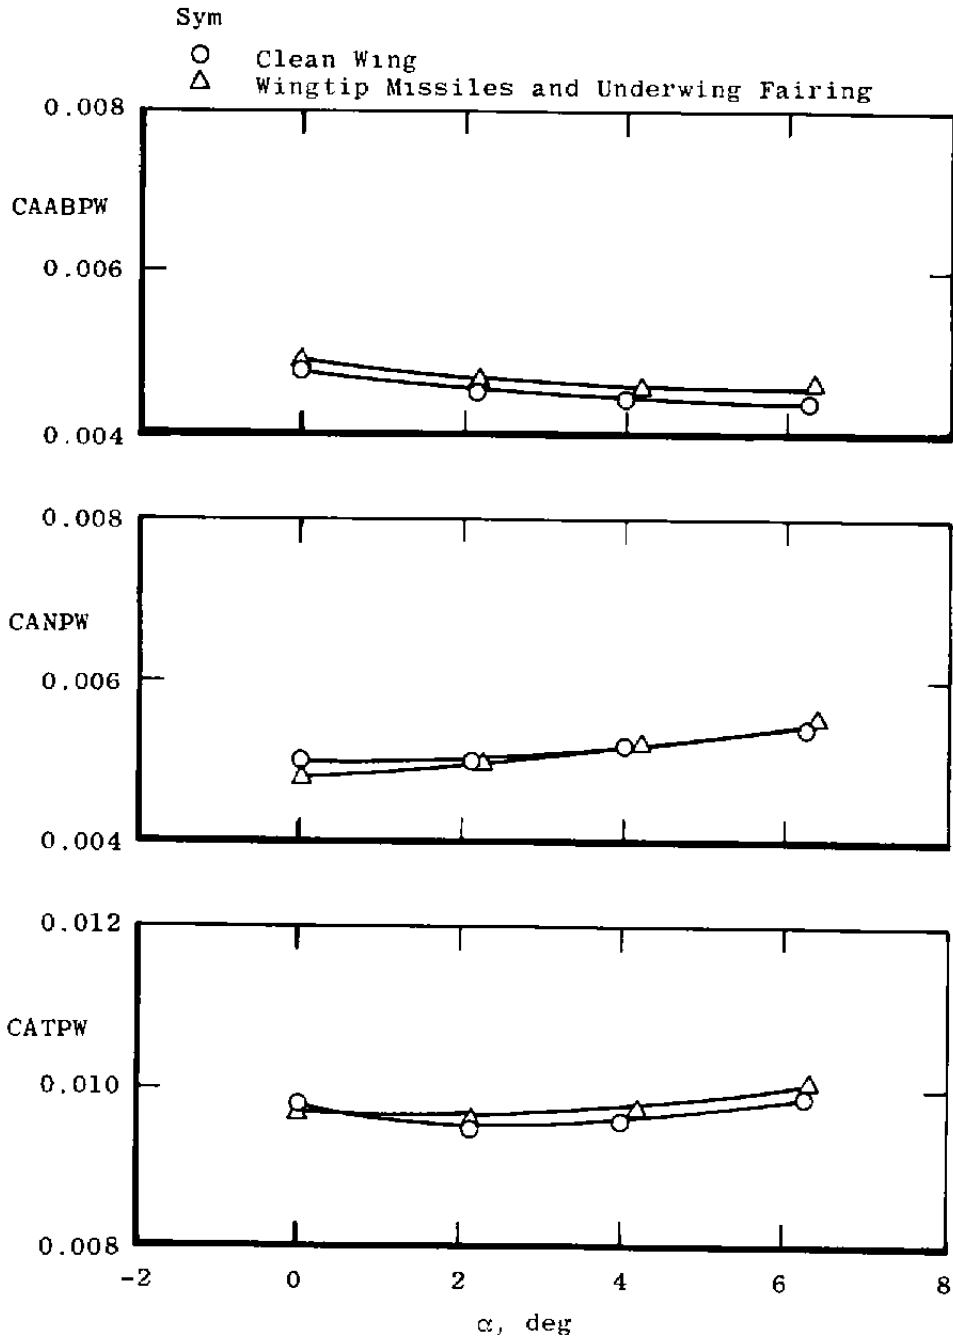 Sym
Clean Wing
Wingtip Missiles and Underwing Fairing
0.008
CAABPW
0.006
0.004
0.008
CANPW
0.006
0.004
0.012
CATPW
0.010
0.008
-2 0 2 4 6 8
α, deg